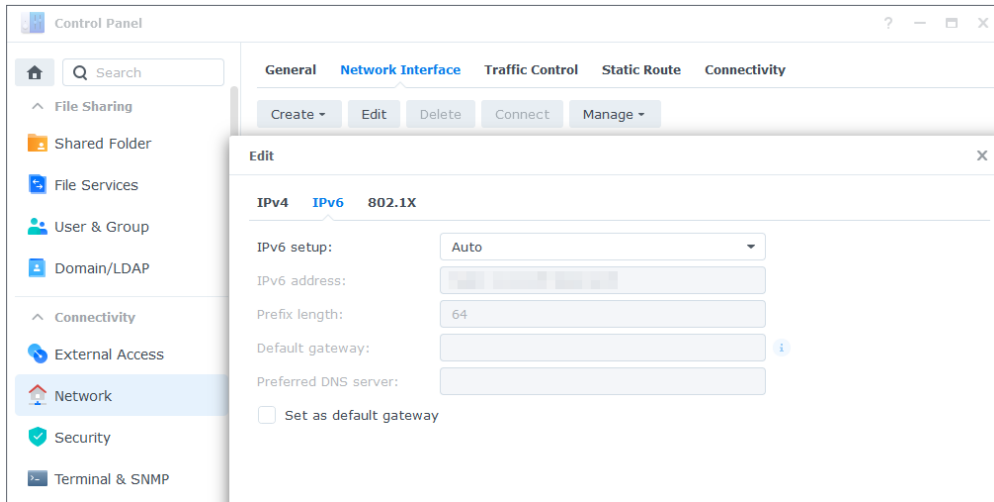 Control Panel
?
Search
General Network Interface Traffic Control Static Route Connectivity
File Sharing
Create Edit Delete Connect Manage
Shared Folder
Edit
File Services
IPv4 IPv6 802.1X
User & Group
IPv6 setup: Auto
Domain/LDAP
IPv6 address:
Prefix length: 64
Connectivity
Default gateway:
i
External Access
Preferred DNS server:
Network
Set as default gateway
Security
Terminal & SNMP